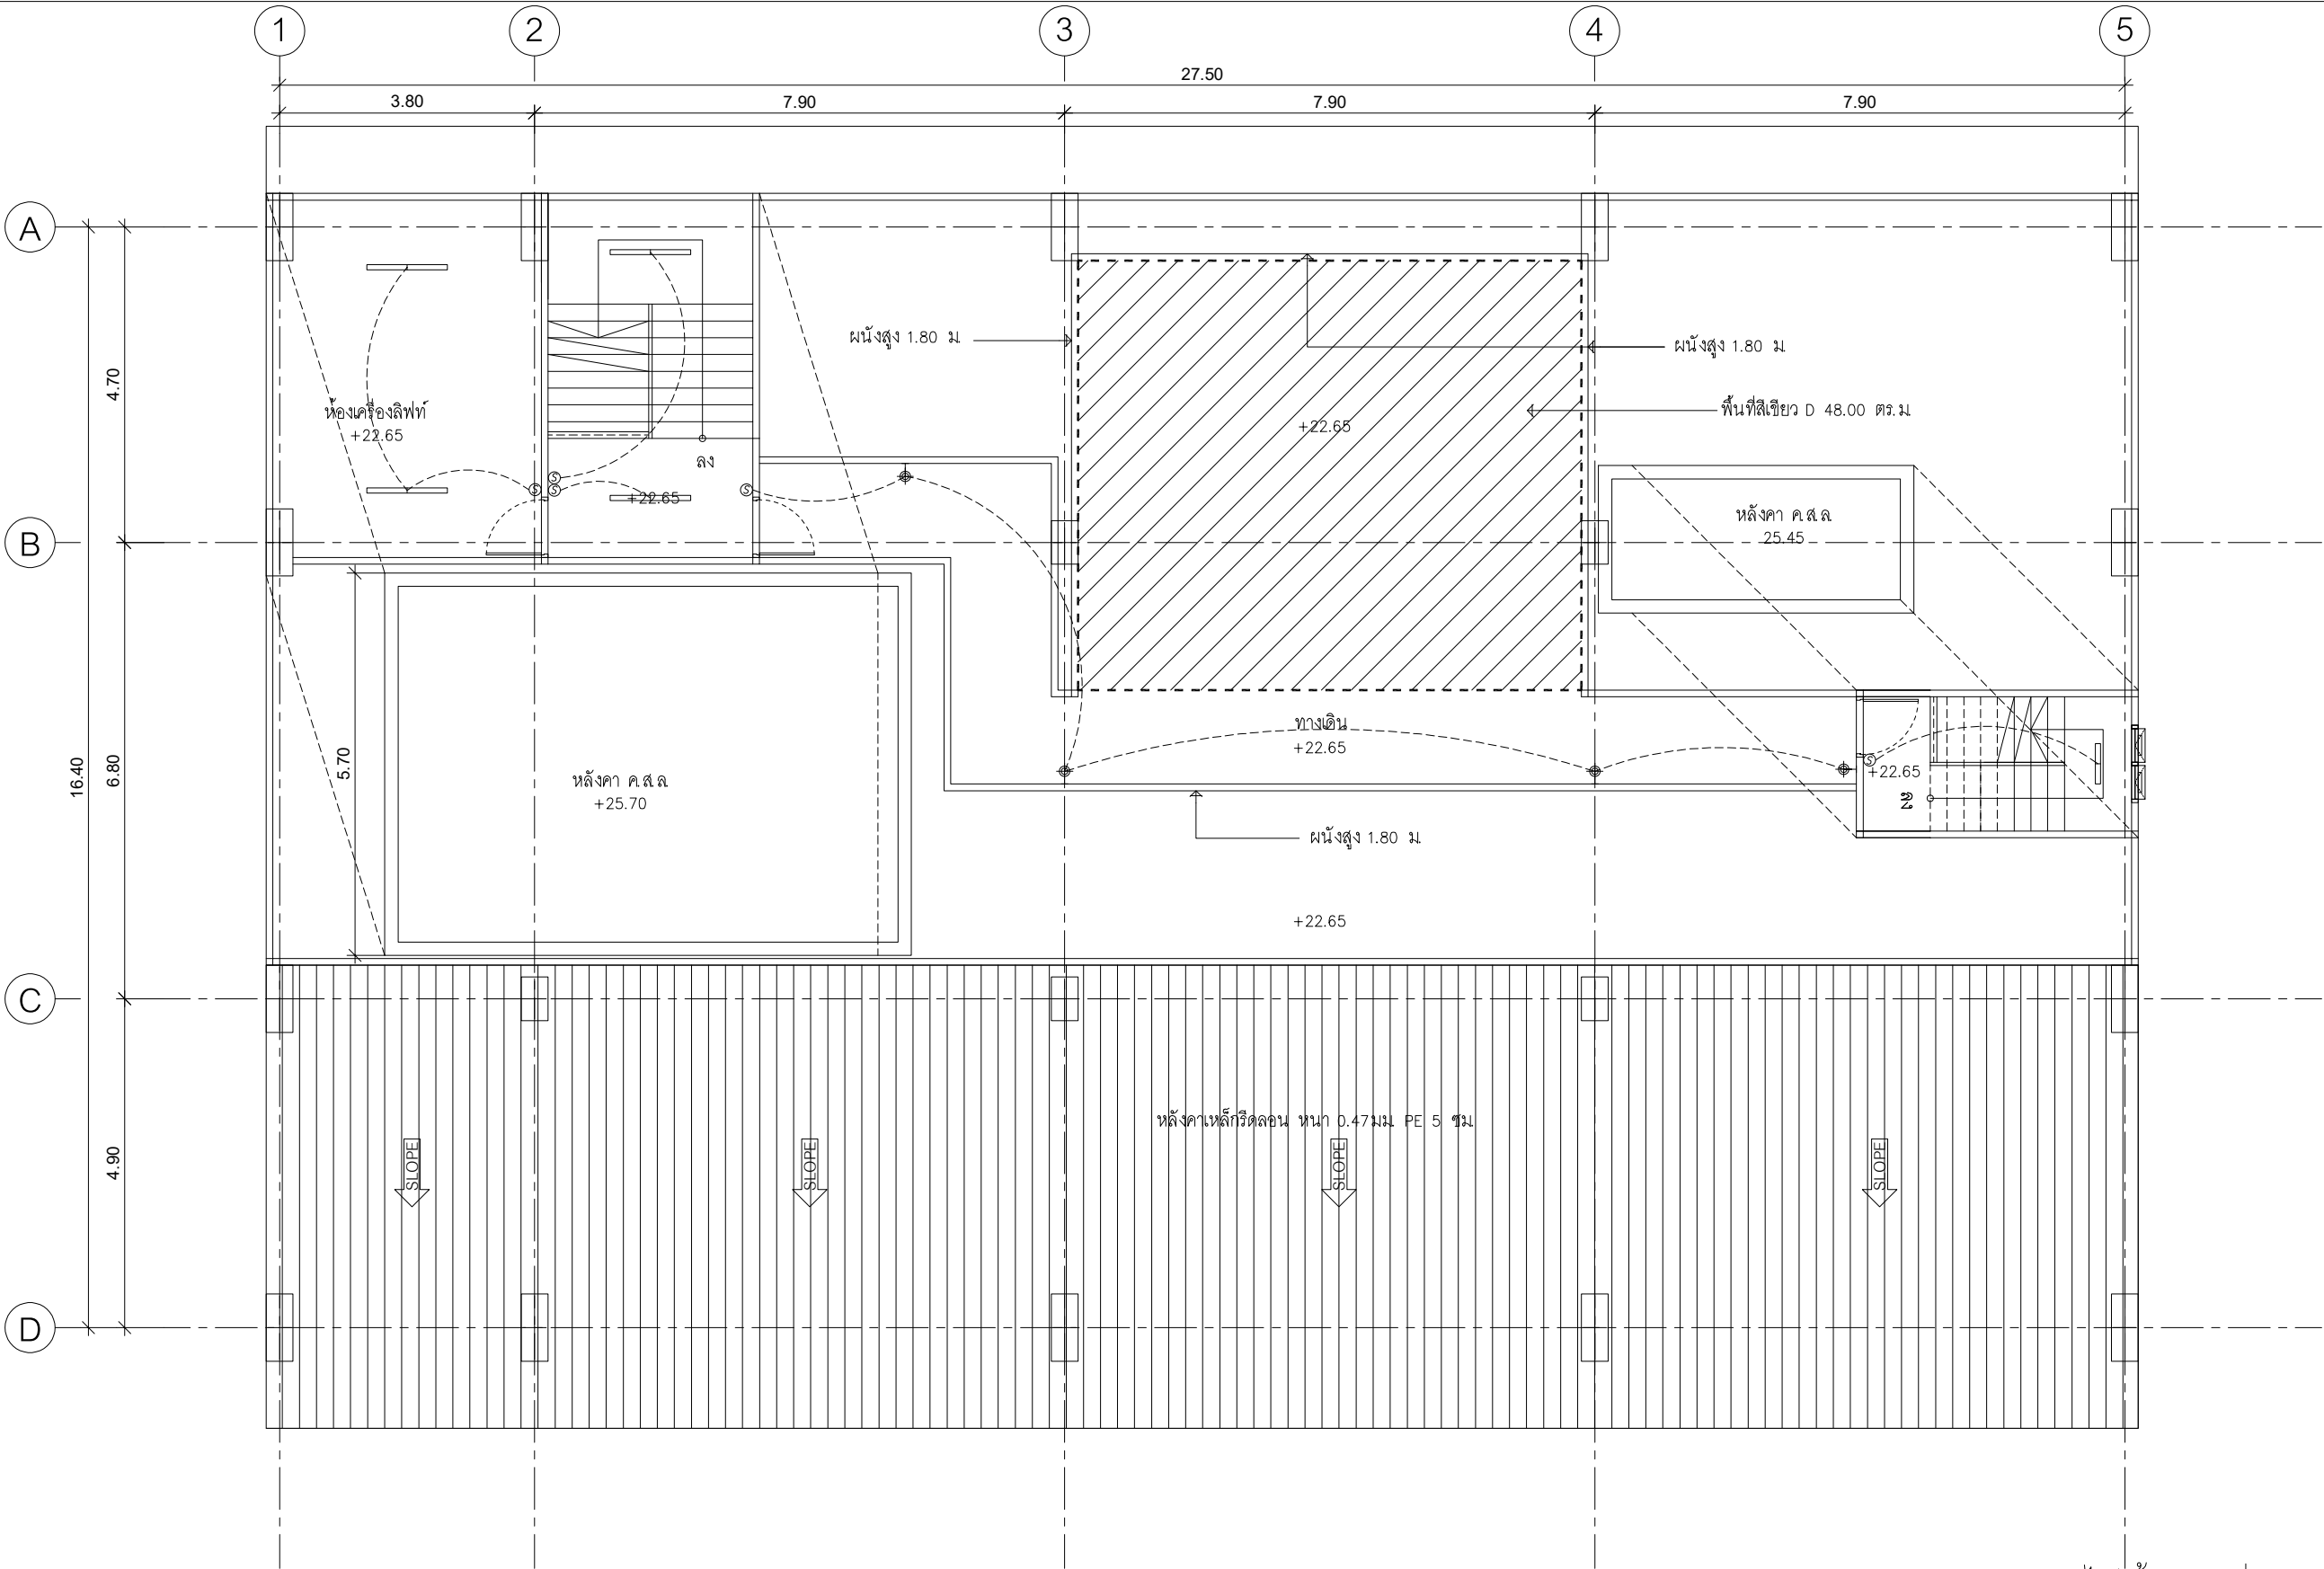 1 2 3 4 5
27.50
3.80 7.90 7.90 7.90
A
ผนังสูง 1.80 ม.
ผนังสูง 1.80 ม.
4.70
พื้นที่สีเขียว D 48.00 ตร.ม.
ห้องเครื่องลิฟท์
+22.65
+22.65
ลง
+22.65
หลังคา ค.ส.ล.
25.45
B
ทางเดิน
+22.65
5.70
6.80
16.40
หลังคา ค.ส.ล.
+25.70
+22.65
ผนังสูง 1.80 ม.
+22.65
C
หลังคาเหล็กรีดลอน หนา 0.47มม. PE 5 ซม.
4.90
SLOPE SLOPE SLOPE SLOPE
D